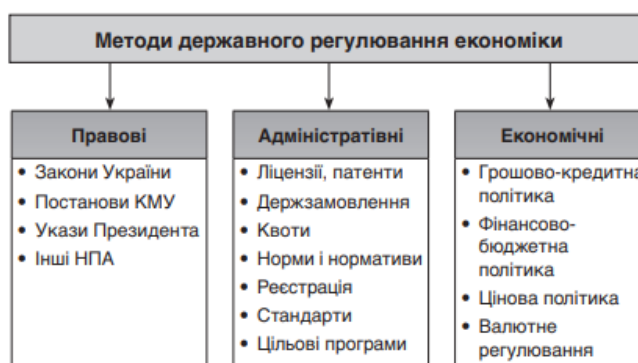 Методи державного регулювання економіки
Правові
• Закони України
• Постанови КМУ
• Укази Президента
• Інші НПА
Адміністратівні
• Ліцензії, патенти
• Держзамовлення
• Квоти
• Норми і нормативи
• Реєстрація
• Стандарти
• Цільові програми
Економічні
• Грошово-кредитна
політика
• Фінансово-
бюджетна
політика
• Цінова політика
• Валютне
регулювання